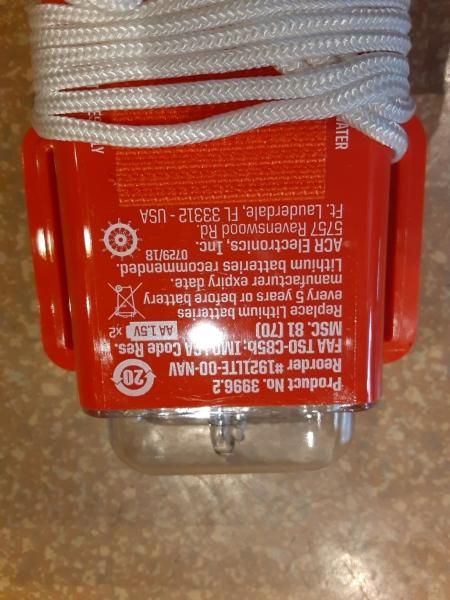 Product No. 3996.2
Reorder #1921LTE-00-NAV
FAA TSO-C85b; IMO LSA Code Res.
MSC. 81 (70)
AA 1.5V x2
Replace Lithium batteries
every 5 years or before battery
manufacturer expiry date.
Lithium batteries recommended.
0729/18
ACR Electronics, Inc.
5757 Ravenswood Rd.
Ft. Lauderdale, FL 33312 - USA
20